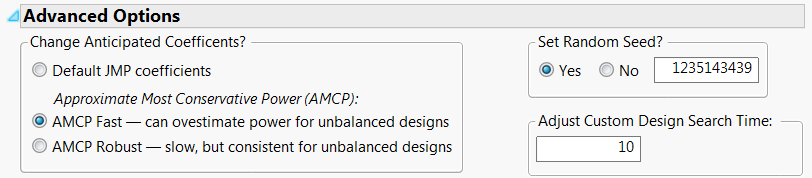 Advanced Options
Change Anticipated Coefficents?
Default JMP coefficients
Approximate Most Conservative Power (AMCP):
AMCP Fast — can ovestimate power for unbalanced designs
AMCP Robust — slow, but consistent for unbalanced designs
Set Random Seed?
Yes No 1235143439
Adjust Custom Design Search Time:
10